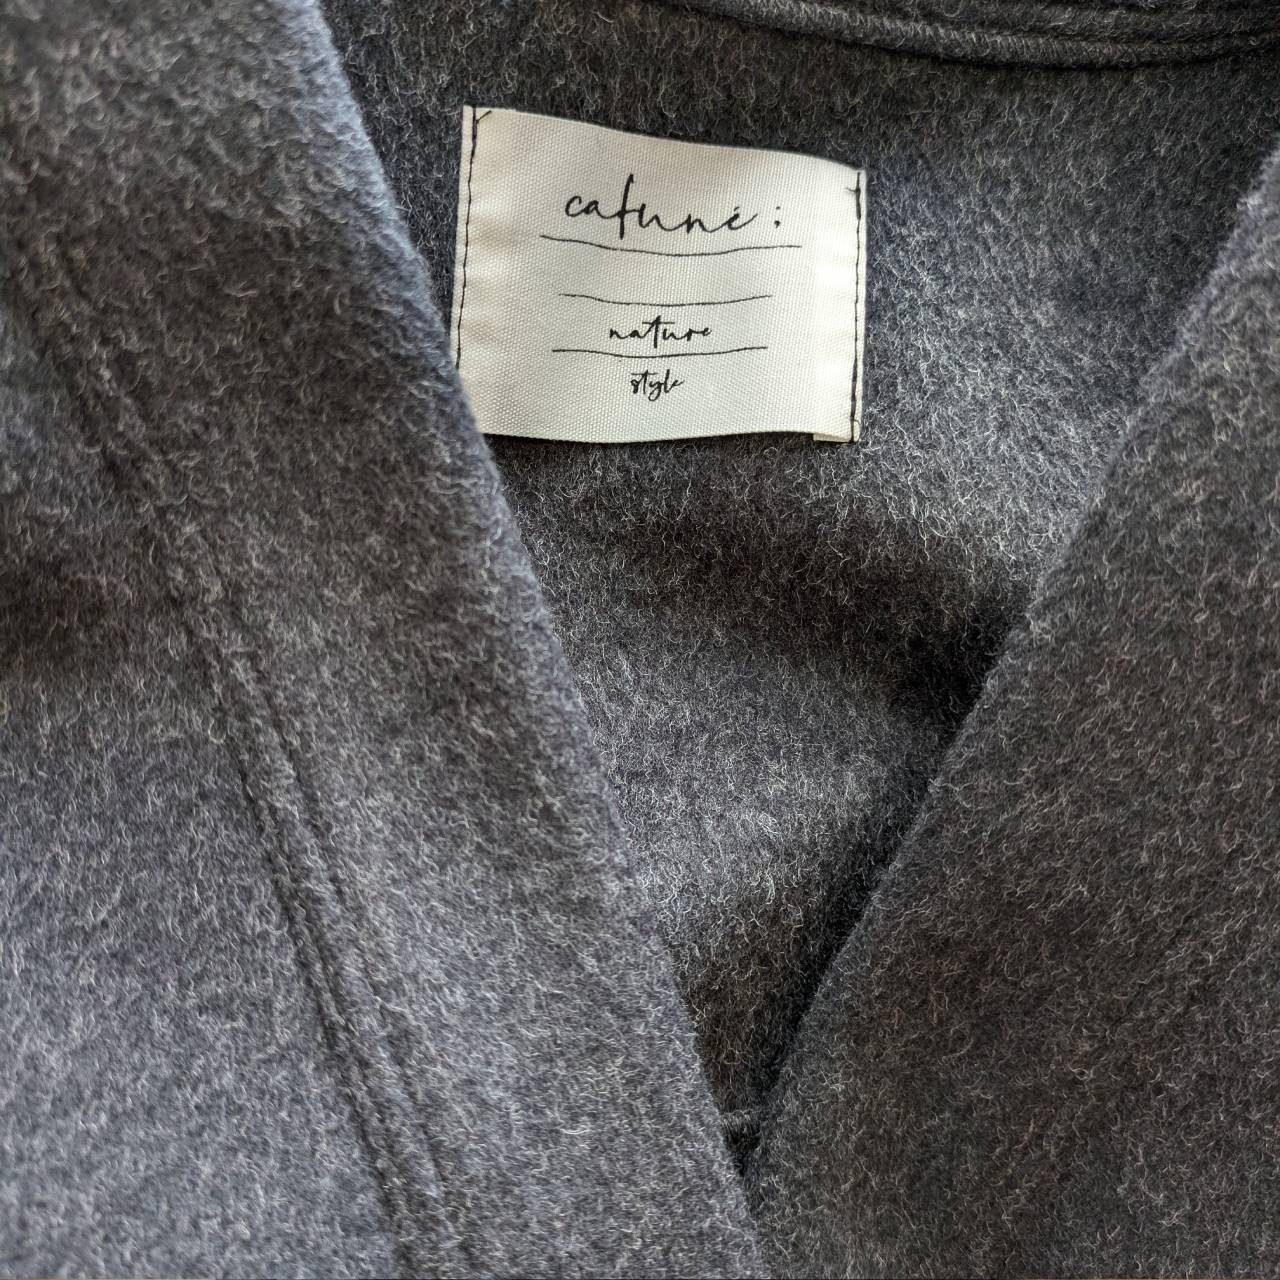 cafuné ;
nature
style